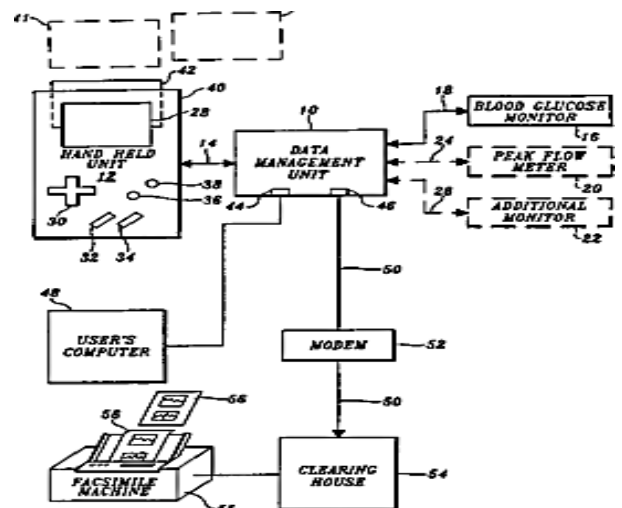 41
42
40
28
HAND HELD
UNIT
12
38
36
30
32
34
14
10
DATA
MANAGEMENT
UNIT
44
46
18
BLOOD GLUCOSE
MONITOR
16
24
PEAK FLOW
METER
20
26
ADDITIONAL
MONITOR
22
50
48
USER'S
COMPUTER
MODEM
52
50
56
58
FACSIMILE
MACHINE
CLEARING
HOUSE
54